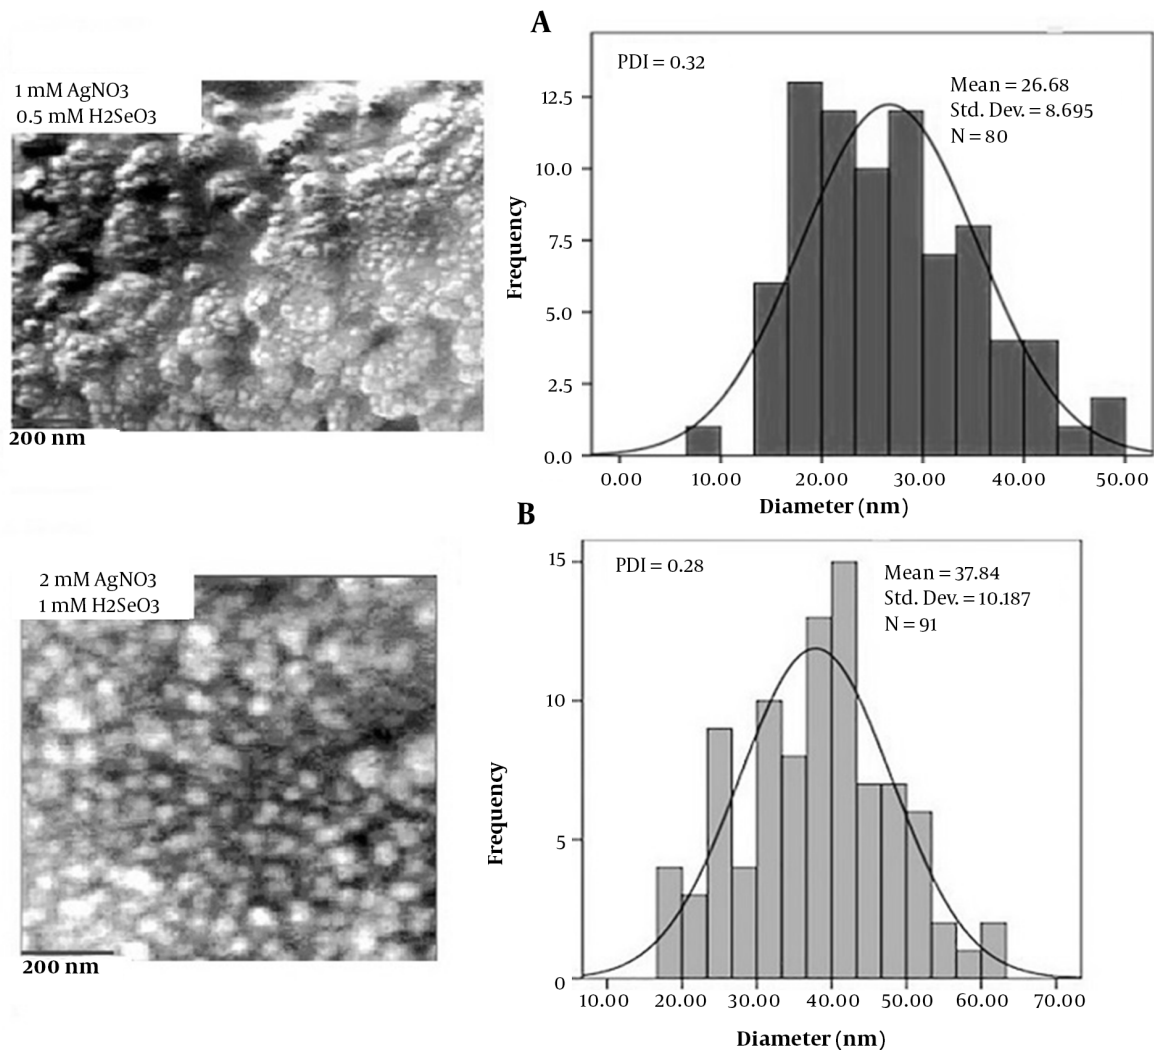 A
1 mM AgNO3
0.5 mM H2SeO3
200 nm
PDI = 0.32
Mean = 26.68
Std. Dev. = 8.695
N = 80
Frequency
12.5
10.0
7.5
5.0
2.5
0.0
0.00 10.00 20.00 30.00 40.00 50.00
Diameter (nm)
B
2 mM AgNO3
1 mM H2SeO3
200 nm
PDI = 0.28
Mean = 37.84
Std. Dev. = 10.187
N = 91
Frequency
15
10
5
0
10.00 20.00 30.00 40.00 50.00 60.00 70.00
Diameter (nm)